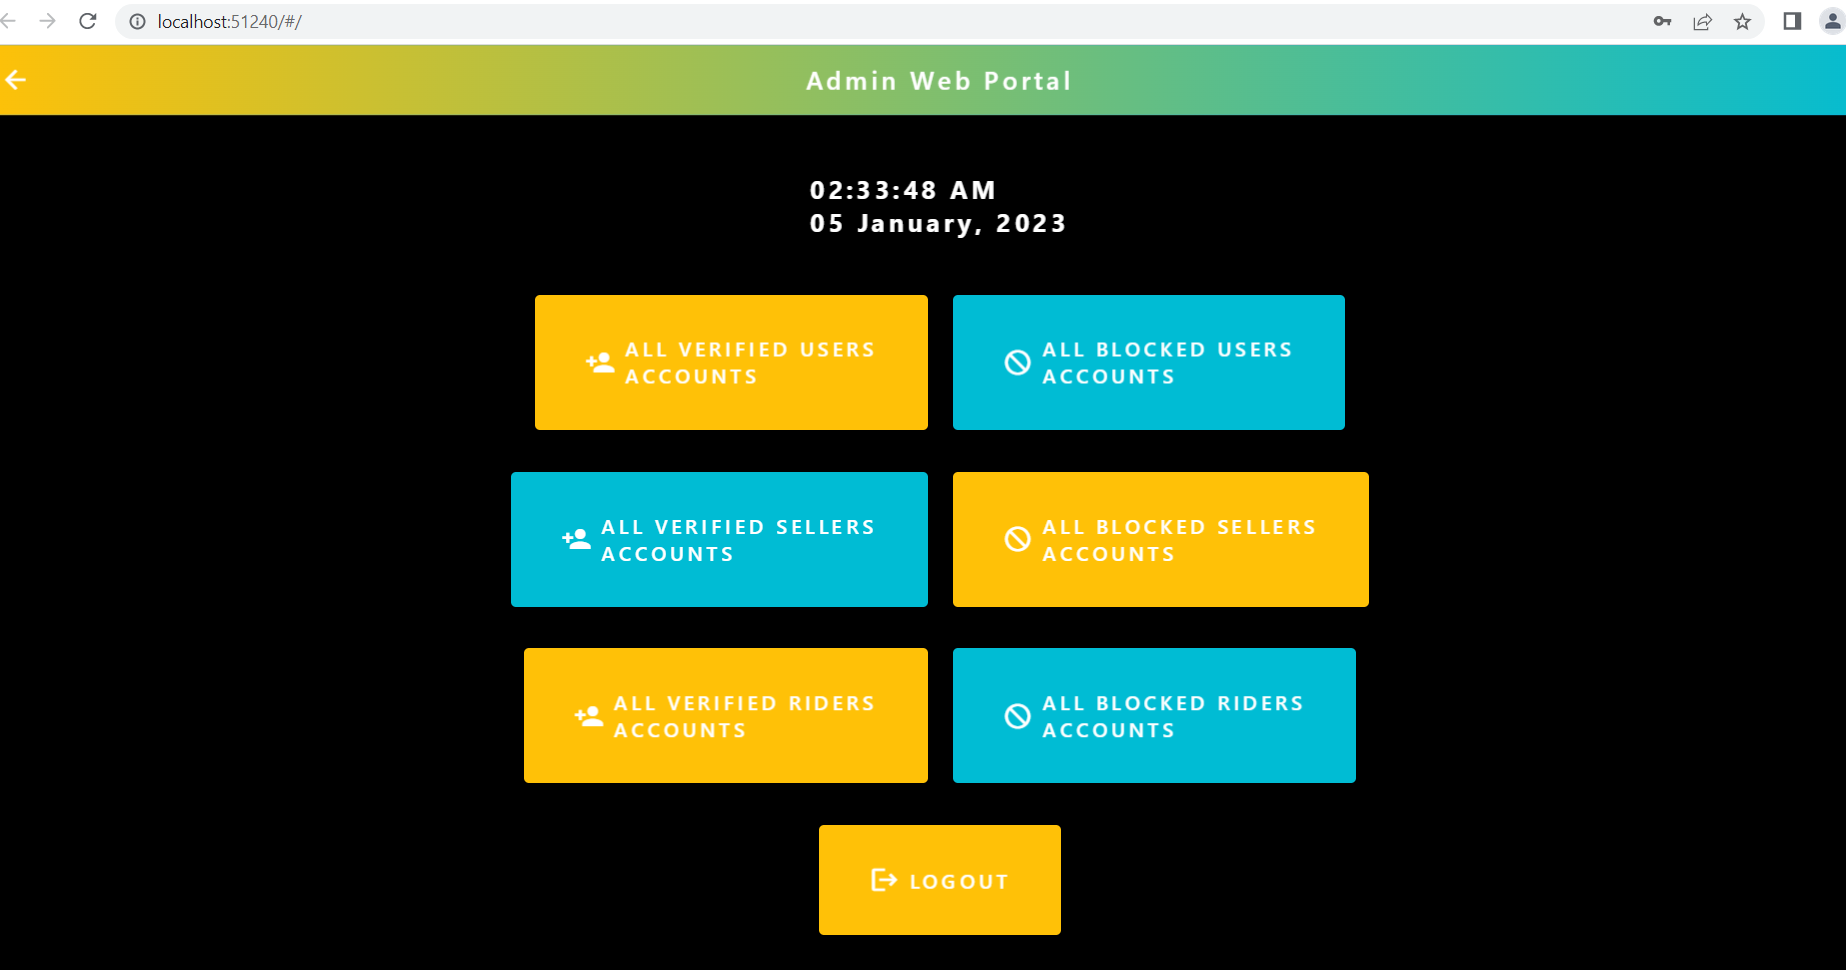 localhost:51240/#/
Admin Web Portal
02:33:48 AM
05 January, 2023
ALL VERIFIED USERS
ACCOUNTS
ALL BLOCKED USERS
ACCOUNTS
ALL VERIFIED SELLERS
ACCOUNTS
ALL BLOCKED SELLERS
ACCOUNTS
ALL VERIFIED RIDERS
ACCOUNTS
ALL BLOCKED RIDERS
ACCOUNTS
LOGOUT